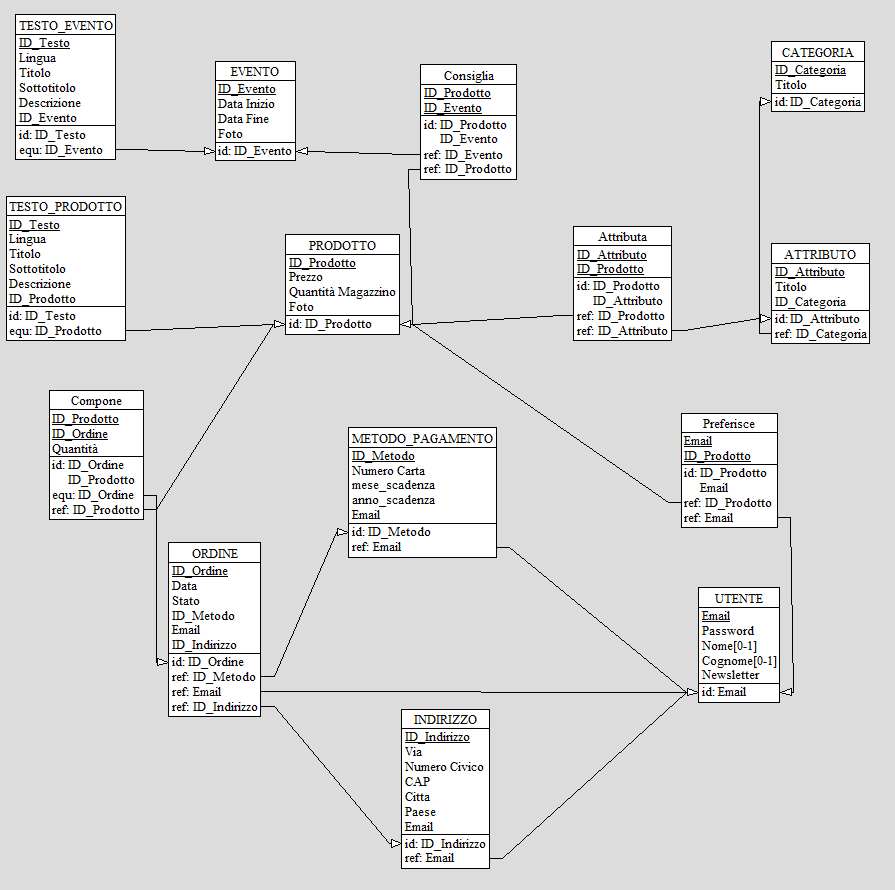 TESTO_EVENTO
ID_Testo
Lingua
Titolo
Sottotitolo
Descrizione
ID_Evento
id: ID_Testo
equ: ID_Evento
EVENTO
ID_Evento
Data Inizio
Data Fine
Foto
id: ID_Evento
Consiglia
ID_Prodotto
ID_Evento
id: ID_Prodotto
ID_Evento
ref: ID_Evento
ref: ID_Prodotto
CATEGORIA
ID_Categoria
Titolo
id: ID_Categoria
TESTO_PRODOTTO
ID_Testo
Lingua
Titolo
Sottotitolo
Descrizione
ID_Prodotto
id: ID_Testo
equ: ID_Prodotto
PRODOTTO
ID_Prodotto
Prezzo
Quantità Magazzino
Foto
id: ID_Prodotto
Attributa
ID_Attributo
ID_Prodotto
id: ID_Prodotto
ID_Attributo
ref: ID_Prodotto
ref: ID_Attributo
ATTRIBUTO
ID_Attributo
Titolo
ID_Categoria
id: ID_Attributo
ref: ID_Categoria
Compone
ID_Prodotto
ID_Ordine
Quantità
id: ID_Ordine
ID_Prodotto
equ: ID_Ordine
ref: ID_Prodotto
METODO_PAGAMENTO
ID_Metodo
Numero Carta
mese_scadenza
anno_scadenza
Email
id: ID_Metodo
ref: Email
Preferisce
Email
ID_Prodotto
id: ID_Prodotto
Email
ref: ID_Prodotto
ref: Email
ORDINE
ID_Ordine
Data
Stato
ID_Metodo
Email
ID_Indirizzo
id: ID_Ordine
ref: ID_Metodo
ref: Email
ref: ID_Indirizzo
UTENTE
Email
Password
Nome[0-1]
Cognome[0-1]
Newsletter
id: Email
INDIRIZZO
ID_Indirizzo
Via
Numero Civico
CAP
Citta
Paese
Email
id: ID_Indirizzo
ref: Email